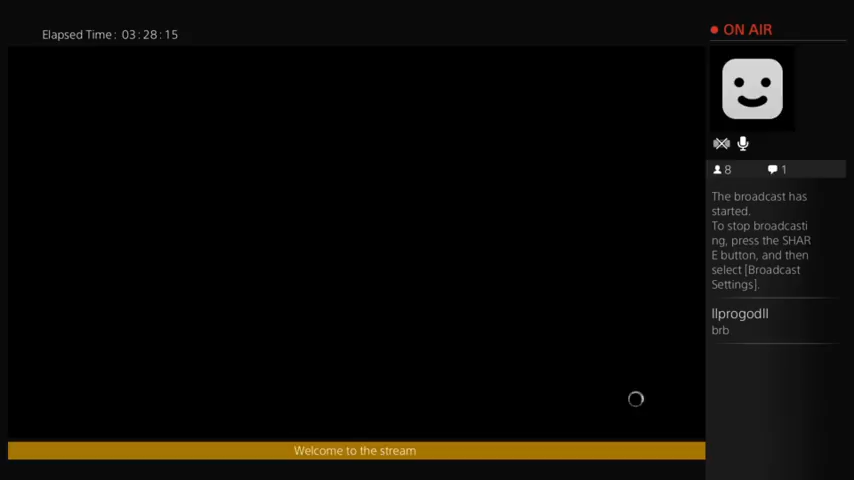 Elapsed Time: 03:28:15
ON AIR
8 1
The broadcast has
started.
To stop broadcasti
ng, press the SHAR
E button, and then
select [Broadcast
Settings].
llprogodll
brb
Welcome to the stream